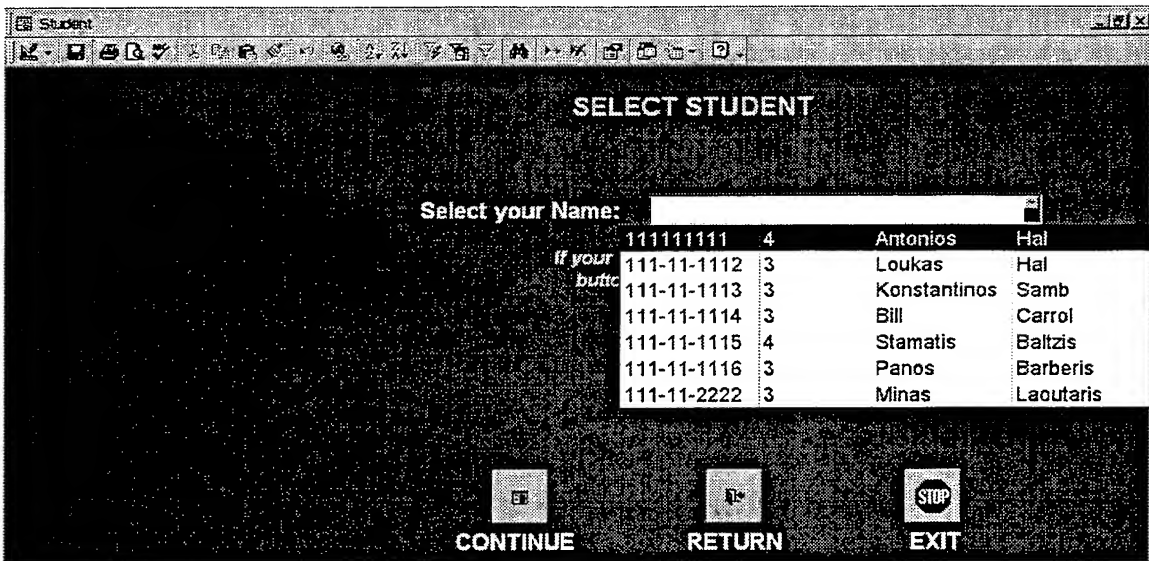 Student
SELECT STUDENT
Select your Name:
If your
111111111 4 Antonios Hal
111-11-1112 3 Loukas Hal
111-11-1113 3 Konstantinos Samb
111-11-1114 3 Bill Carrol
111-11-1115 4 Stamatis Baltzis
111-11-1116 3 Panos Barberis
111-11-2222 3 Minas Laoutaris
STOP
CONTINUE RETURN EXIT